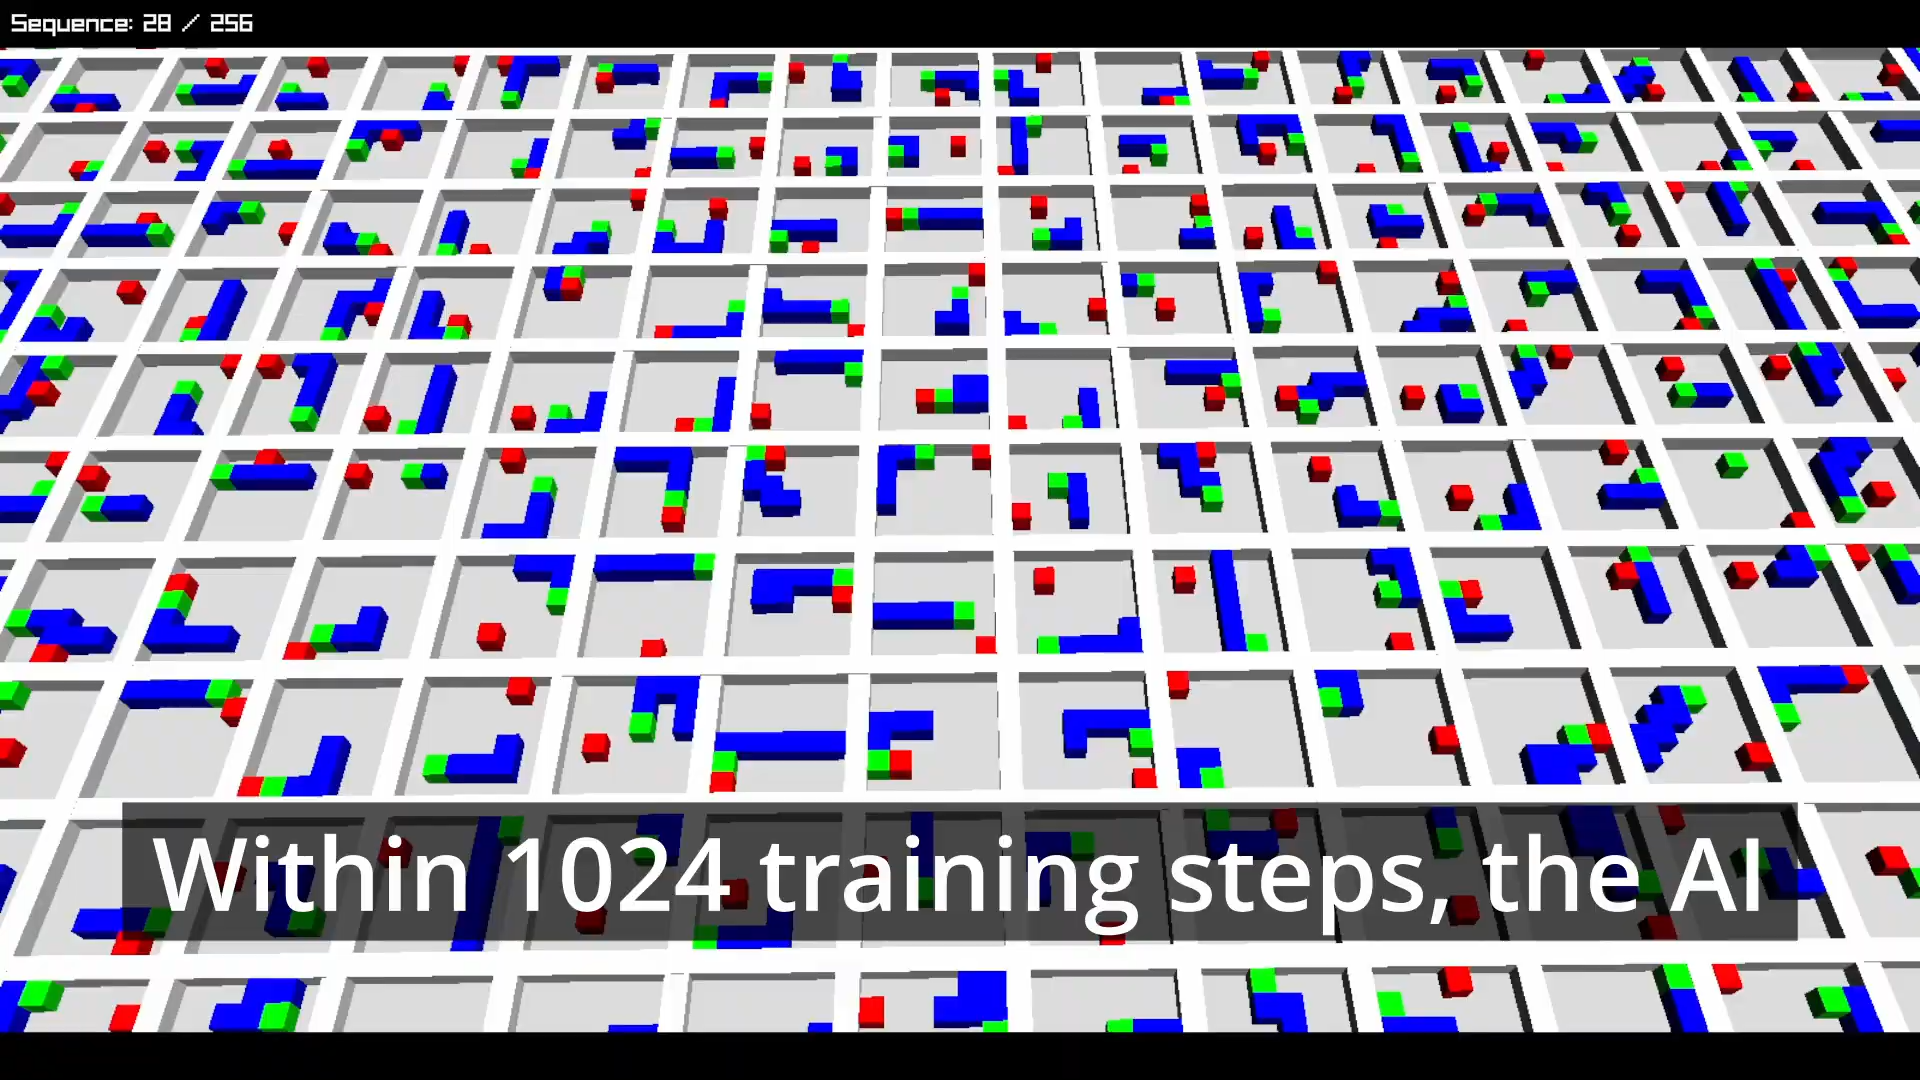 Sequence: 28 / 256
Within 1024 training steps, the AI